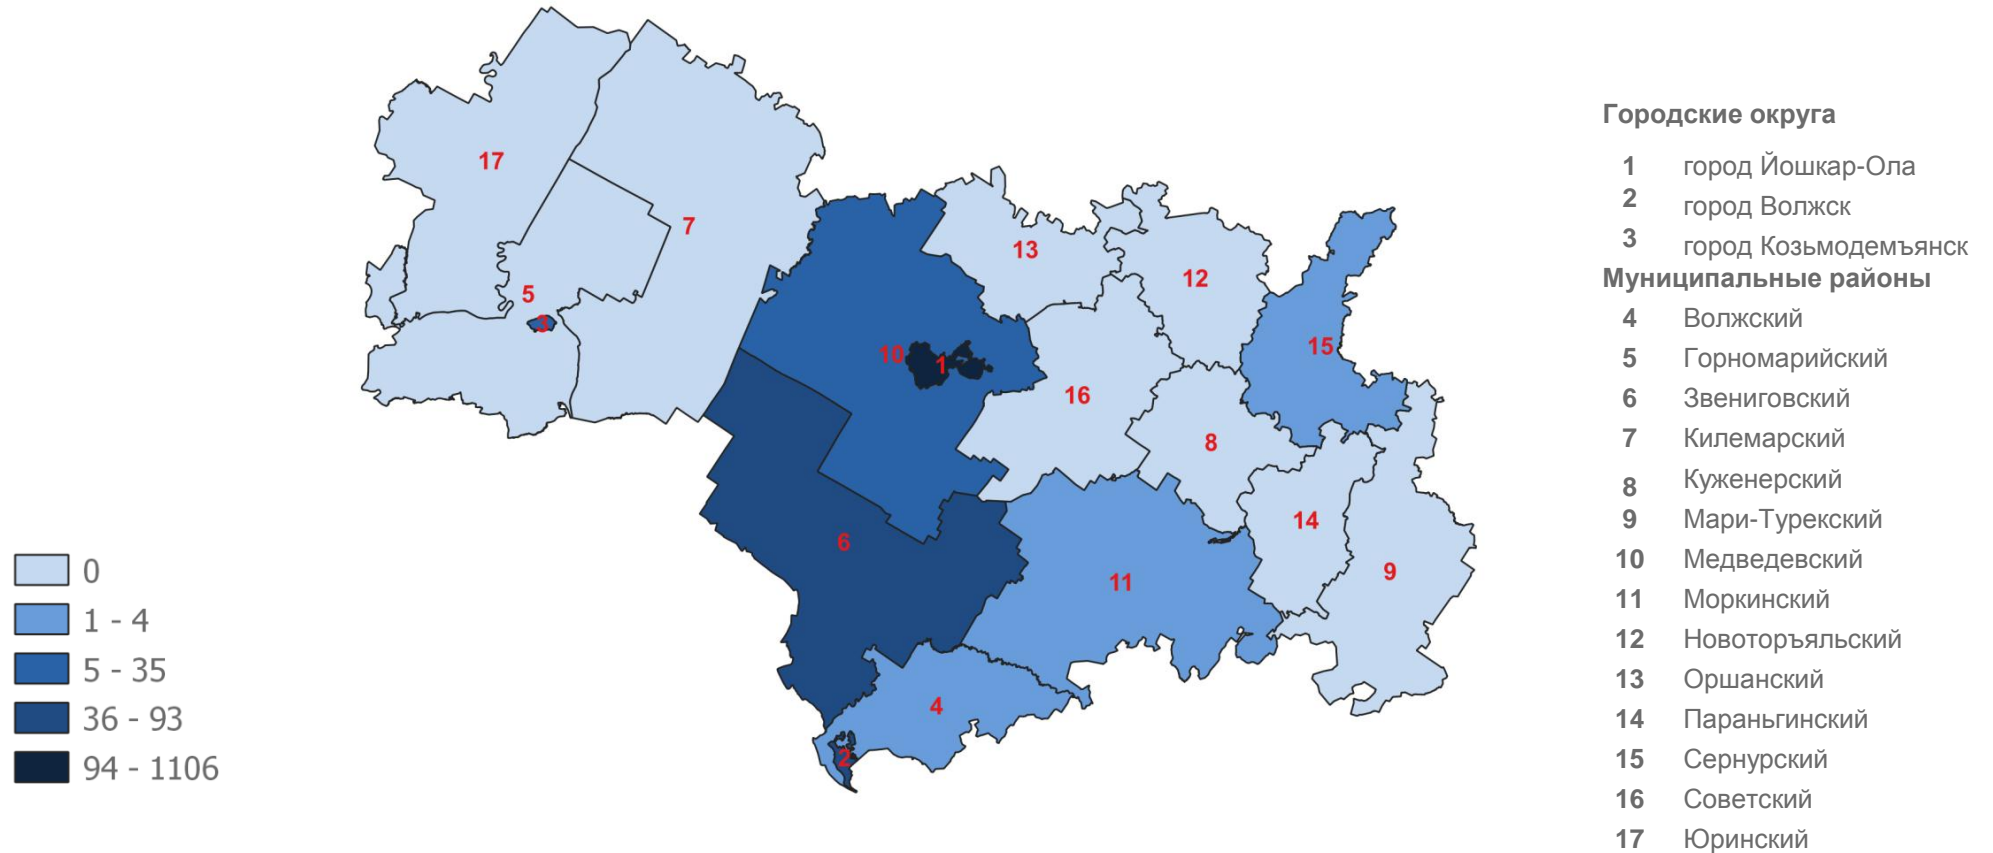 17
7
13
12
5
3
10
1
15
16
8
14
6
11
9
4
2
0
1 - 4
5 - 35
36 - 93
94 - 1106
Городские округа
1 город Йошкар-Ола
2 город Волжск
3 город Козьмодемъянск
Муниципальные районы
4 Волжский
5 Горномарийский
6 Звениговский
7 Килемарский
8 Куженерский
9 Мари-Турекский
10 Медведевский
11 Моркинский
12 Новоторъяльский
13 Оршанский
14 Параньгинский
15 Сернурский
16 Советский
17 Юринский